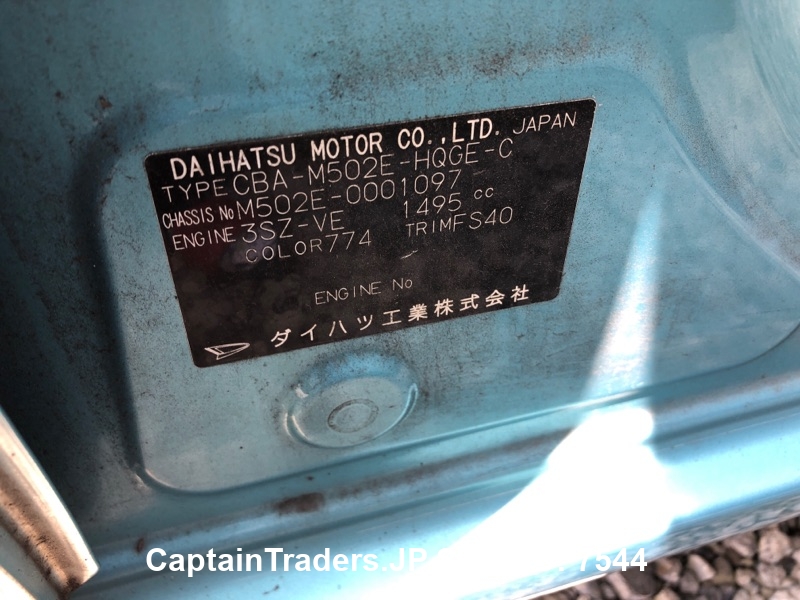 DAIHATSU MOTOR CO.,LTD. JAPAN
TYPE CBA-M502E-HQGE-C
CHASSIS No M502E-0001097
ENGINE 3SZ-VE 1495 cc
COLOR 774 TRIM FS40
ENGINE No
ダイハツ工業株式会社
CaptainTraders.JP 7544